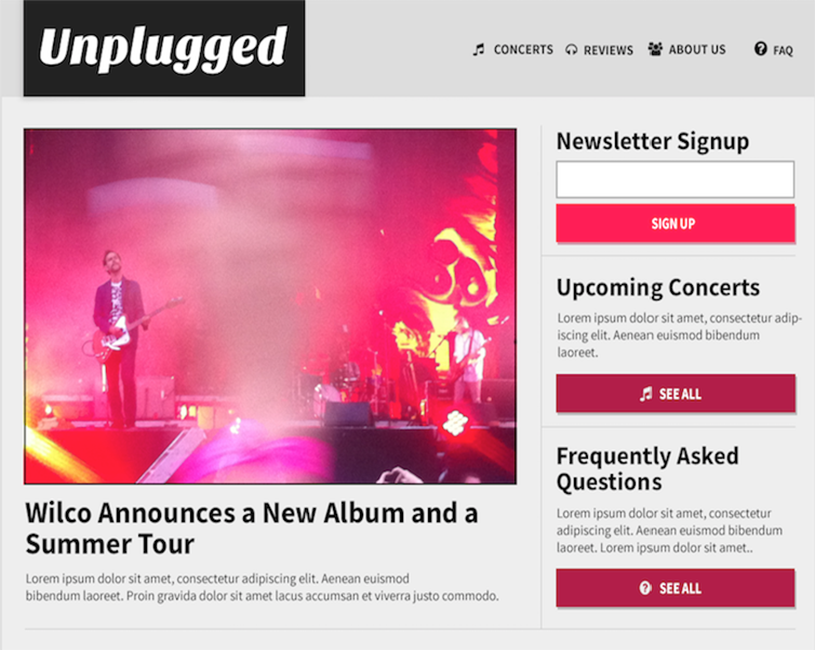 Unplugged
CONCERTS
REVIEWS
ABOUT US
FAQ
Wilco Announces a New Album and a
Summer Tour
Lorem ipsum dolor sit amet, consectetur adipiscing elit. Aenean euismod
bibendum laoreet. Proin gravida dolor sit amet lacus accumsan et viverra justo commodo.
Newsletter Signup
SIGN UP
Upcoming Concerts
Lorem ipsum dolor sit amet, consectetur adip-
iscing elit. Aenean euismod bibendum
laoreet.
SEE ALL
Frequently Asked
Questions
Lorem ipsum dolor sit amet, consectetur
adipiscing elit. Aenean euismod bibendum
laoreet. Lorem ipsum dolor sit amet..
SEE ALL